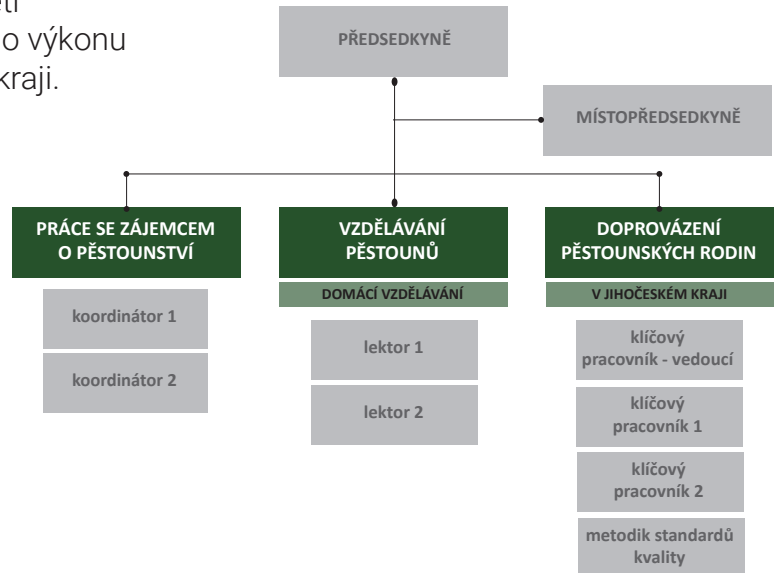 o výkonu
kraji.
PŘEDSEDKYNĚ
MÍSTOPŘEDSEDKYNĚ
PRÁCE SE ZÁJEMCEM
O PĚSTOUNSTVÍ
koordinátor 1
koordinátor 2
VZDĚLÁVÁNÍ
PĚSTOUNŮ
DOMÁCÍ VZDĚLÁVÁNÍ
lektor 1
lektor 2
DOPROVÁZENÍ
PĚSTOUNSKÝCH RODIN
V JIHOČESKÉM KRAJI
klíčový
pracovník - vedoucí
klíčový
pracovník 1
klíčový
pracovník 2
metodik standardů
kvality